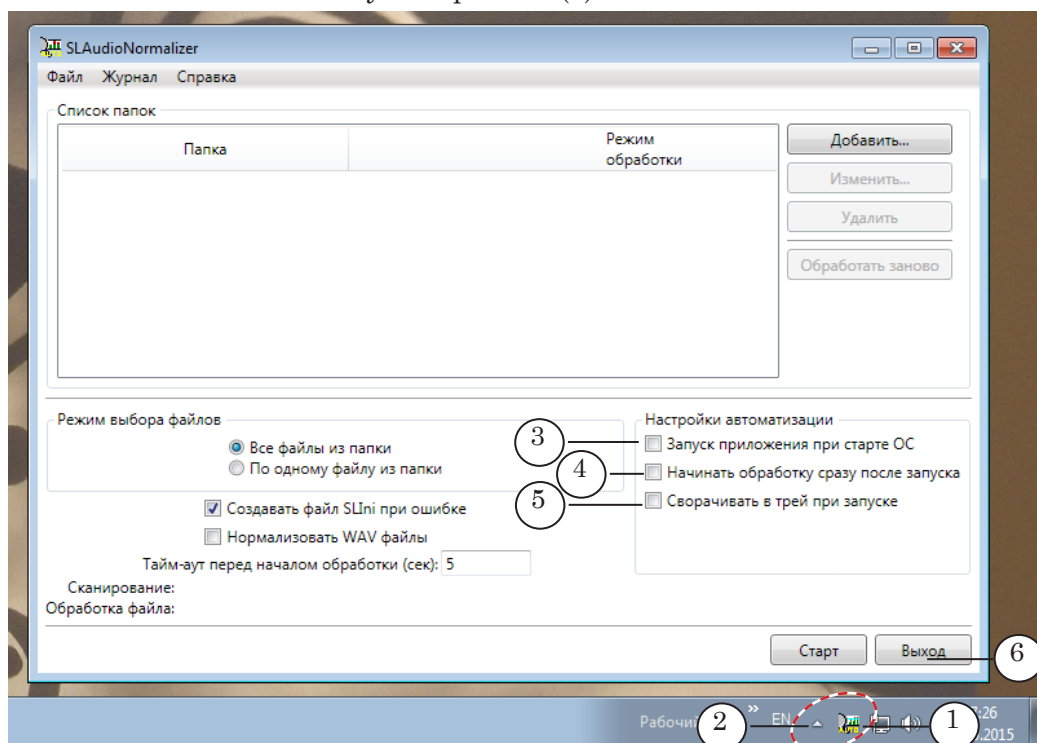 SLAudioNormalizer
Файл Журнал Справка
Список папок
Папка
Режим
обработки
Добавить...
Изменить...
Удалить
Обработать заново
Режим выбора файлов
Все файлы из папки
По одному файлу из папки
Создавать файл SLIni при ошибке
Нормализовать WAV файлы
Тайм-аут перед началом обработки (сек): 5
Сканирование:
Обработка файла:
Настройки автоматизации
3 Запуск приложения при старте ОС
4 Начинать обработку сразу после запуска
5 Сворачивать в трей при запуске
Старт Выход 6
2 EN 1
.2015